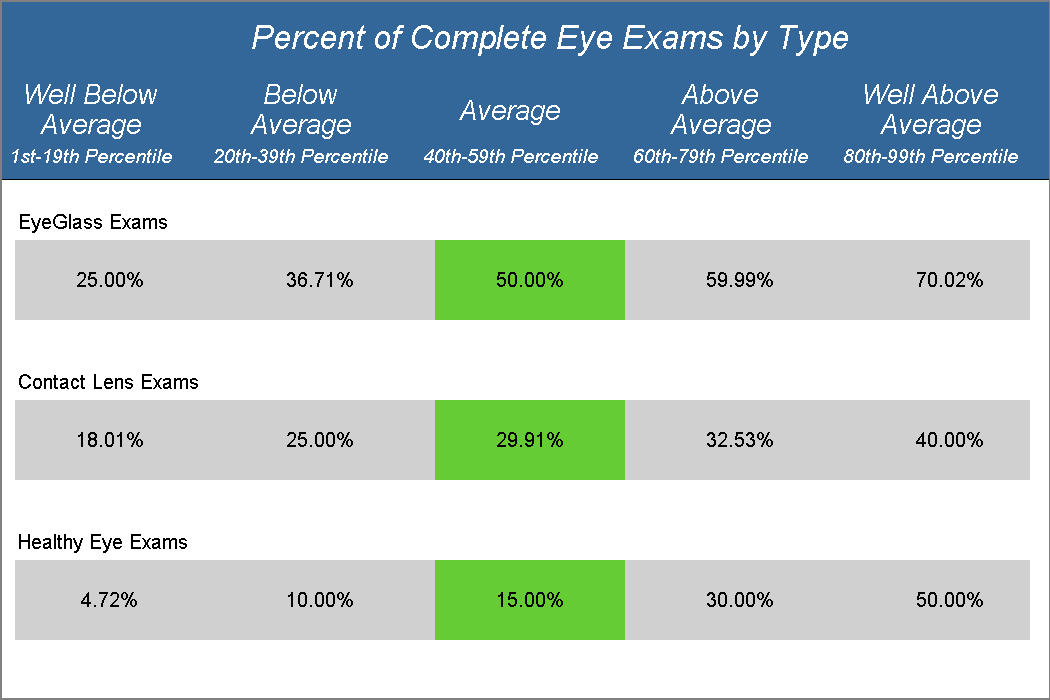 Percent of Complete Eye Exams by Type
Well Below Average
1st-19th Percentile
Below Average
20th-39th Percentile
Average
40th-59th Percentile
Above Average
60th-79th Percentile
Well Above Average
80th-99th Percentile
EyeGlass Exams
25.00% 36.71% 50.00% 59.99% 70.02%
Contact Lens Exams
18.01% 25.00% 29.91% 32.53% 40.00%
Healthy Eye Exams
4.72% 10.00% 15.00% 30.00% 50.00%